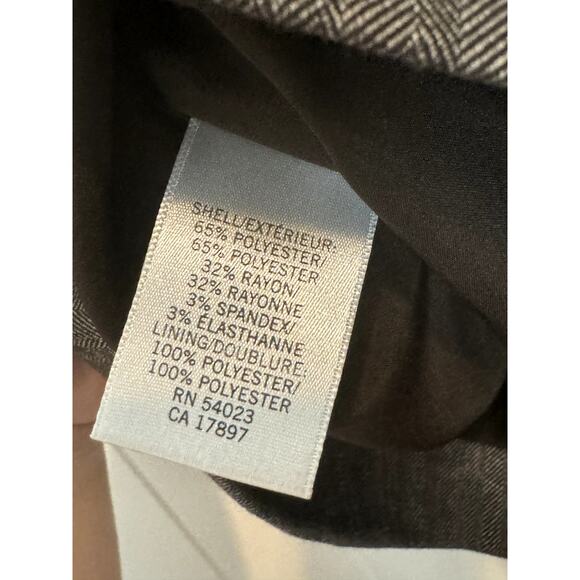 SHELL/EXTÉRIEUR:
65% POLYESTER/
65% POLYESTER
32% RAYON/
32% RAYONNE
3% SPANDEX/
3% ÉLASTHANNE
LINING/DOUBLURE:
100% POLYESTER/
100% POLYESTER
RN 54023
CA 17897